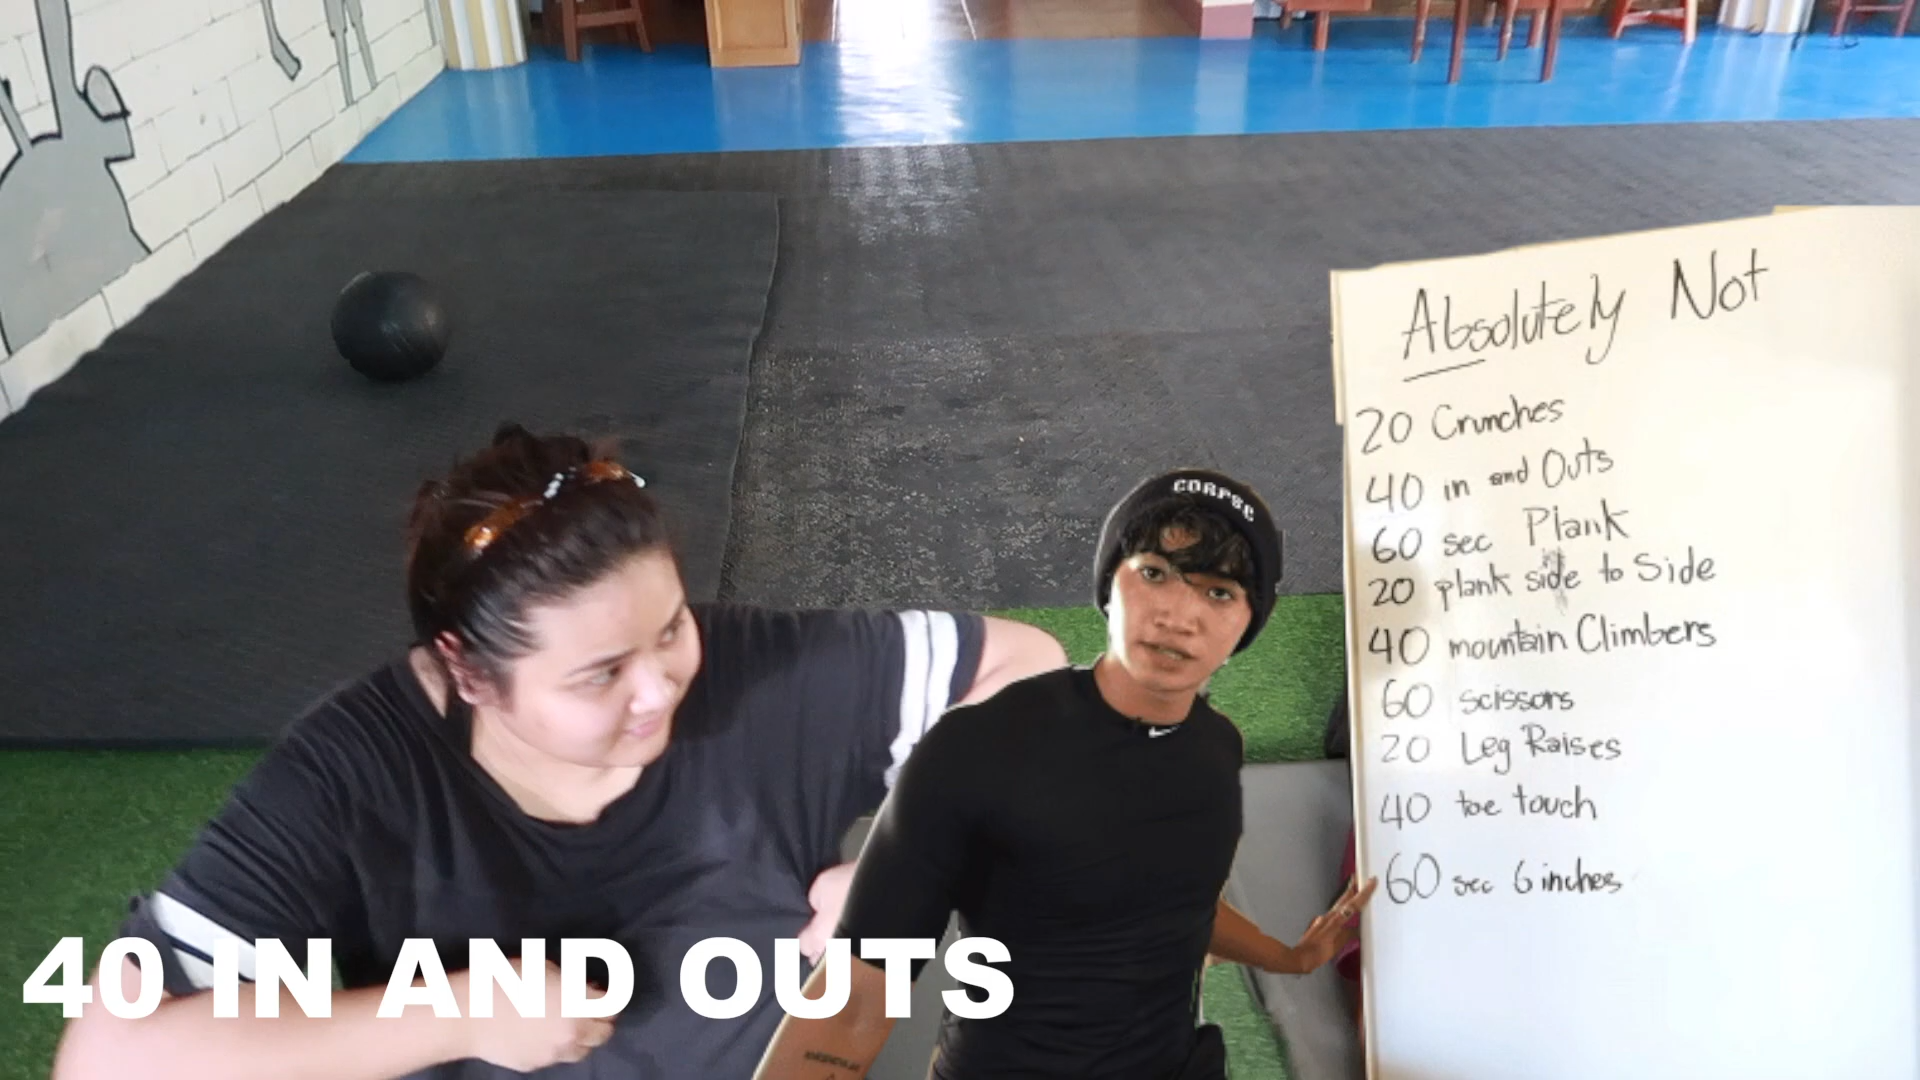 CORPSE
Absolutely Not
20 Crunches
40 in and Outs
60 sec Plank
20 plank side to Side
40 mountain Climbers
60 scissors
20 Leg Raises
40 toe touch
60 sec 6 inches
40 IN AND OUTS